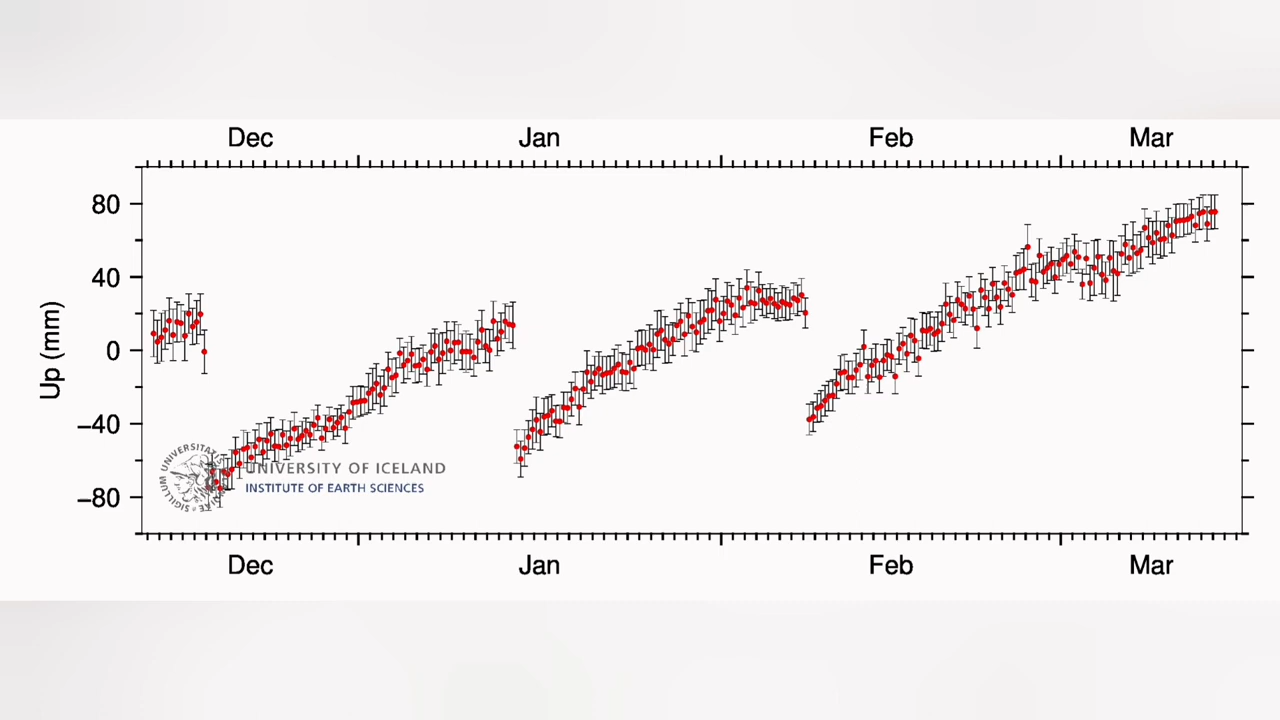 Dec Jan Feb Mar
80
40
0
−40
−80
Up (mm)
UNIVERSITY OF ICELAND
INSTITUTE OF EARTH SCIENCES
Dec Jan Feb Mar